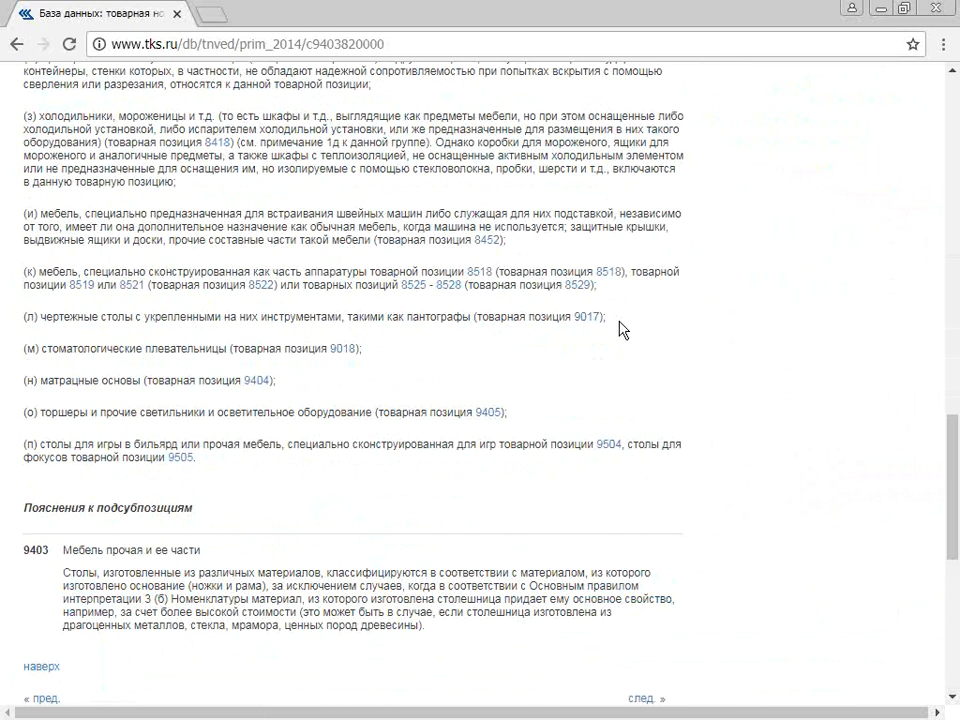 База данных: товарная но
www.tks.ru/db/tnved/prim_2014/c9403820000
контейнеры, стенки которых, в частности, не обладают надежной сопротивляемостью при попытках вскрытия с помощью
сверления или разрезания, относятся к данной товарной позиции;
(з) холодильники, мороженицы и т.д. (то есть шкафы и т.д., выглядящие как предметы мебели, но при этом оснащенные либо
холодильной установкой, либо испарителем холодильной установки, или же предназначенные для размещения в них такого
оборудования) (товарная позиция 8418) (см. примечание 1д к данной группе). Однако коробки для мороженого, ящики для
мороженого и аналогичные предметы, а также шкафы с теплоизоляцией, не оснащенные активным холодильным элементом
или не предназначенные для оснащения им, но изолируемые с помощью стекловолокна, пробки, шерсти и т.д., включаются
в данную товарную позицию;
(и) мебель, специально предназначенная для встраивания швейных машин либо служащая для них подставкой, независимо
от того, имеет ли она дополнительное назначение как обычная мебель, когда машина не используется; защитные крышки,
выдвижные ящики и доски, прочие составные части такой мебели (товарная позиция 8452);
(к) мебель, специально сконструированная как часть аппаратуры товарной позиции 8518 (товарная позиция 8518), товарной
позиции 8519 или 8521 (товарная позиция 8522) или товарных позиций 8525 - 8528 (товарная позиция 8529);
(л) чертежные столы с укрепленными на них инструментами, такими как пантографы (товарная позиция 9017);
(м) стоматологические плевательницы (товарная позиция 9018);
(н) матрацные основы (товарная позиция 9404);
(о) торшеры и прочие светильники и осветительное оборудование (товарная позиция 9405);
(п) столы для игры в бильярд или прочая мебель, специально сконструированная для игр товарной позиции 9504, столы для
фокусов товарной позиции 9505.
Пояснения к подсубпозициям
9403 Мебель прочая и ее части
Столы, изготовленные из различных материалов, классифицируются в соответствии с материалом, из которого
изготовлено основание (ножки и рама), за исключением случаев, когда в соответствии с Основным правилом
интерпретации 3 (б) Номенклатуры материал, из которого изготовлена столешница придает ему основное свойство,
например, за счет более высокой стоимости (это может быть в случае, если столешница изготовлена из
драгоценных металлов, стекла, мрамора, ценных пород древесины).
наверх
« пред. след. »